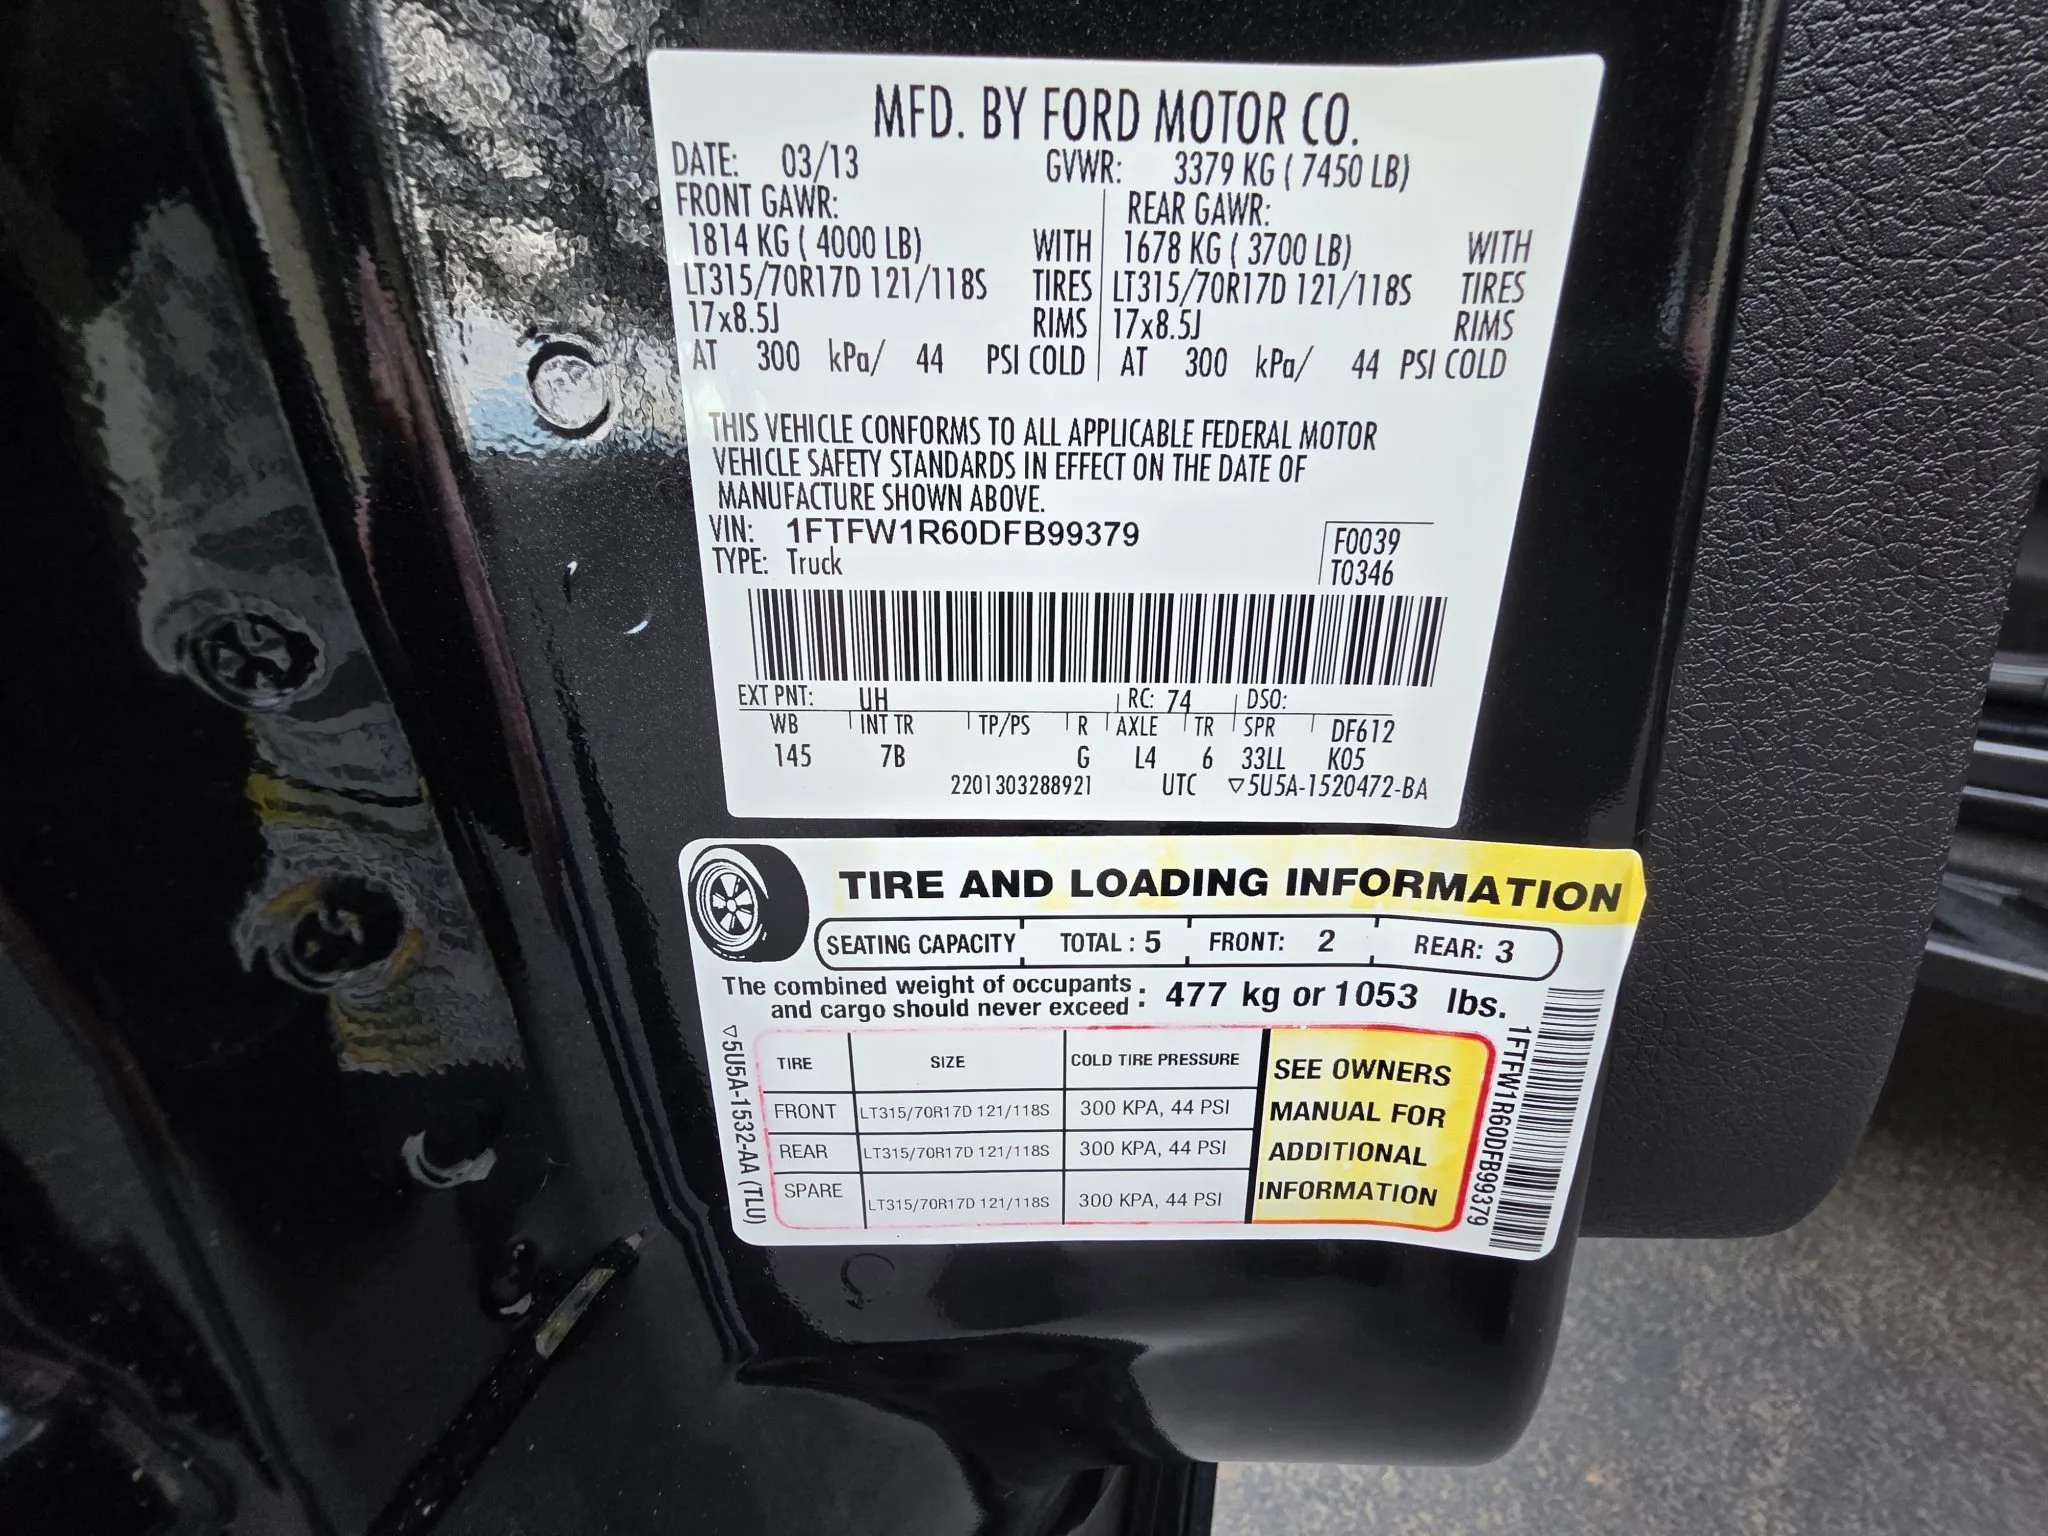 MFD. BY FORD MOTOR CO.
DATE: 03/13 GVWR: 3379 KG ( 7450 LB)
FRONT GAWR: REAR GAWR:
1814 KG ( 4000 LB) WITH 1678 KG ( 3700 LB) WITH
LT315/70R17D 121/118S TIRES LT315/70R17D 121/118S TIRES
17x8.5J RIMS 17x8.5J RIMS
AT 300 kPa/ 44 PSI COLD AT 300 kPa/ 44 PSI COLD
THIS VEHICLE CONFORMS TO ALL APPLICABLE FEDERAL MOTOR
VEHICLE SAFETY STANDARDS IN EFFECT ON THE DATE OF
MANUFACTURE SHOWN ABOVE.
VIN: 1FTFW1R60DFB99379 F0039
TYPE: Truck T0346
EXT PNT: UH RC: 74 DSO:
WB INT TR TP/PS R AXLE TR SPR DF612
145 7B G L4 6 33LL K05
2201303288921 UTC ▽5U5A-1520472-BA
TIRE AND LOADING INFORMATION
SEATING CAPACITY TOTAL : 5 FRONT: 2 REAR: 3
The combined weight of occupants
and cargo should never exceed : 477 kg or 1053 lbs.
TIRE SIZE COLD TIRE PRESSURE
FRONT LT315/70R17D 121/118S 300 KPA, 44 PSI
REAR LT315/70R17D 121/118S 300 KPA, 44 PSI
SPARE LT315/70R17D 121/118S 300 KPA, 44 PSI
SEE OWNERS
MANUAL FOR
ADDITIONAL
INFORMATION
▽5U5A-1532-AA (TLU)
1FTFW1R60DFB99379